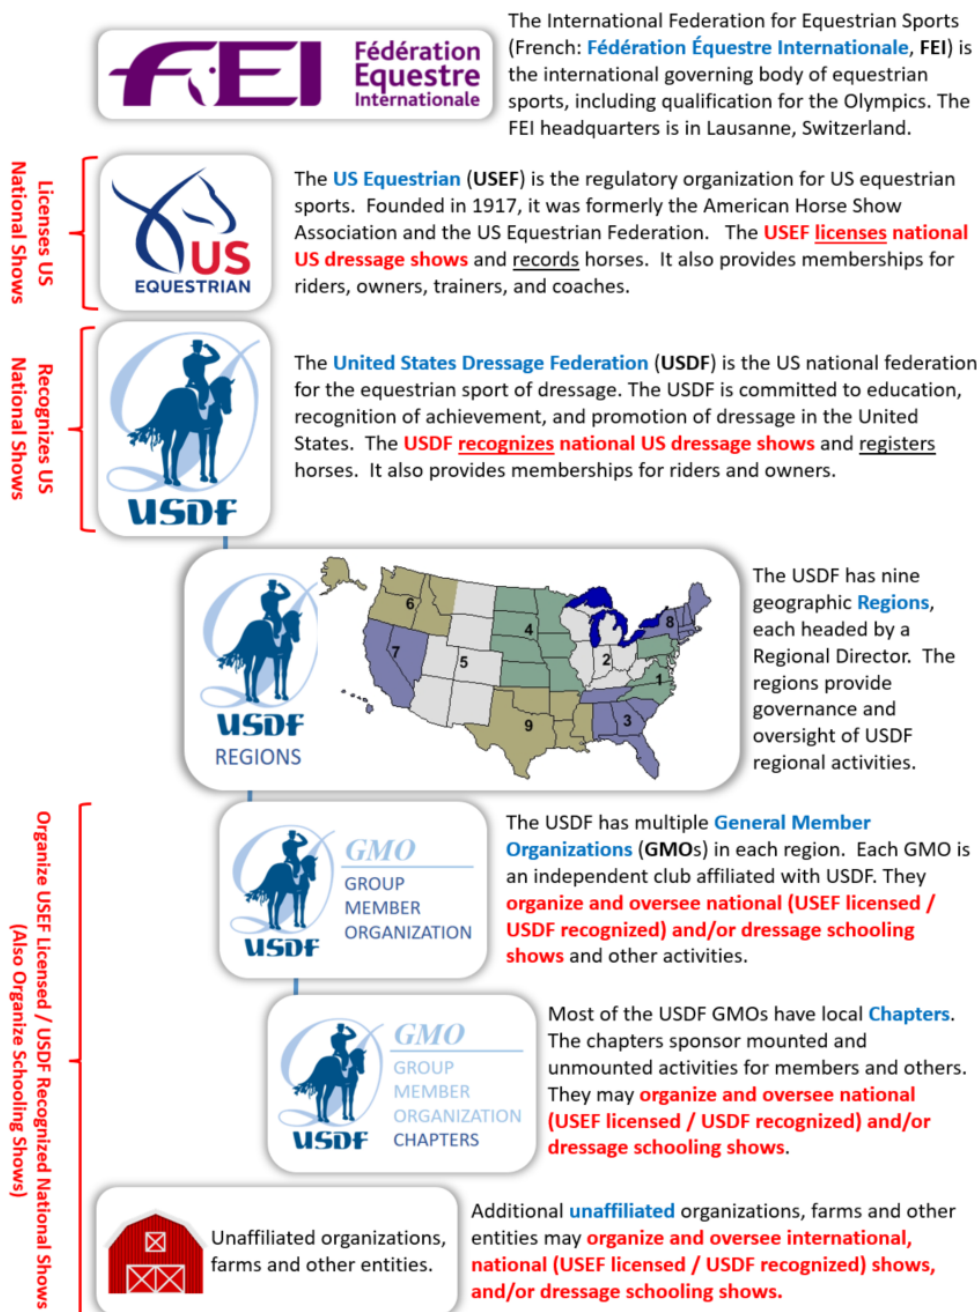 FEI
Fédération
Equestre
Internationale
The International Federation for Equestrian Sports
(French: Fédération Équestre Internationale, FEI) is
the international governing body of equestrian
sports, including qualification for the Olympics. The
FEI headquarters is in Lausanne, Switzerland.
Licenses US
National Shows
US
EQUESTRIAN
The US Equestrian (USEF) is the regulatory organization for US equestrian
sports. Founded in 1917, it was formerly the American Horse Show
Association and the US Equestrian Federation. The USEF licenses national
US dressage shows and records horses. It also provides memberships for
riders, owners, trainers, and coaches.
Recognizes US
National Shows
USDF
The United States Dressage Federation (USDF) is the US national federation
for the equestrian sport of dressage. The USDF is committed to education,
recognition of achievement, and promotion of dressage in the United
States. The USDF recognizes national US dressage shows and registers
horses. It also provides memberships for riders and owners.
USDF
REGIONS
6
7
5
4
2
8
1
3
9
The USDF has nine
geographic Regions,
each headed by a
Regional Director. The
regions provide
governance and
oversight of USDF
regional activities.
Organize USEF Licensed / USDF Recognized National Shows
(Also Organize Schooling Shows)
USDF
GMO
GROUP
MEMBER
ORGANIZATION
The USDF has multiple General Member
Organizations (GMOs) in each region. Each GMO is
an independent club affiliated with USDF. They
organize and oversee national (USEF licensed /
USDF recognized) and/or dressage schooling
shows and other activities.
USDF
GMO
GROUP
MEMBER
ORGANIZATION
CHAPTERS
Most of the USDF GMOs have local Chapters.
The chapters sponsor mounted and
unmounted activities for members and others.
They may organize and oversee national
(USEF licensed / USDF recognized) and/or
dressage schooling shows.
Unaffiliated organizations,
farms and other entities.
Additional unaffiliated organizations, farms and other
entities may organize and oversee international,
national (USEF licensed / USDF recognized) shows,
and/or dressage schooling shows.